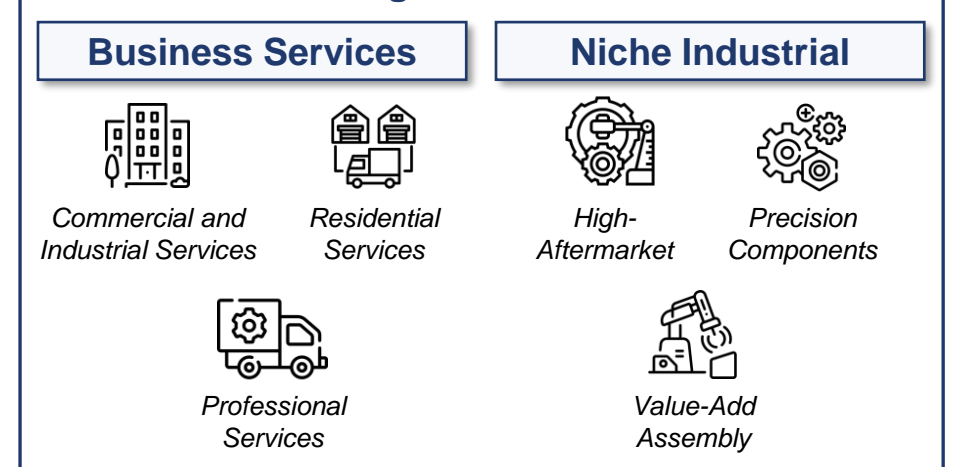 Business Services
Niche Industrial
Commercial and
Industrial Services
Residential
Services
High-
Aftermarket
Precision
Components
Professional
Services
Value-Add
Assembly